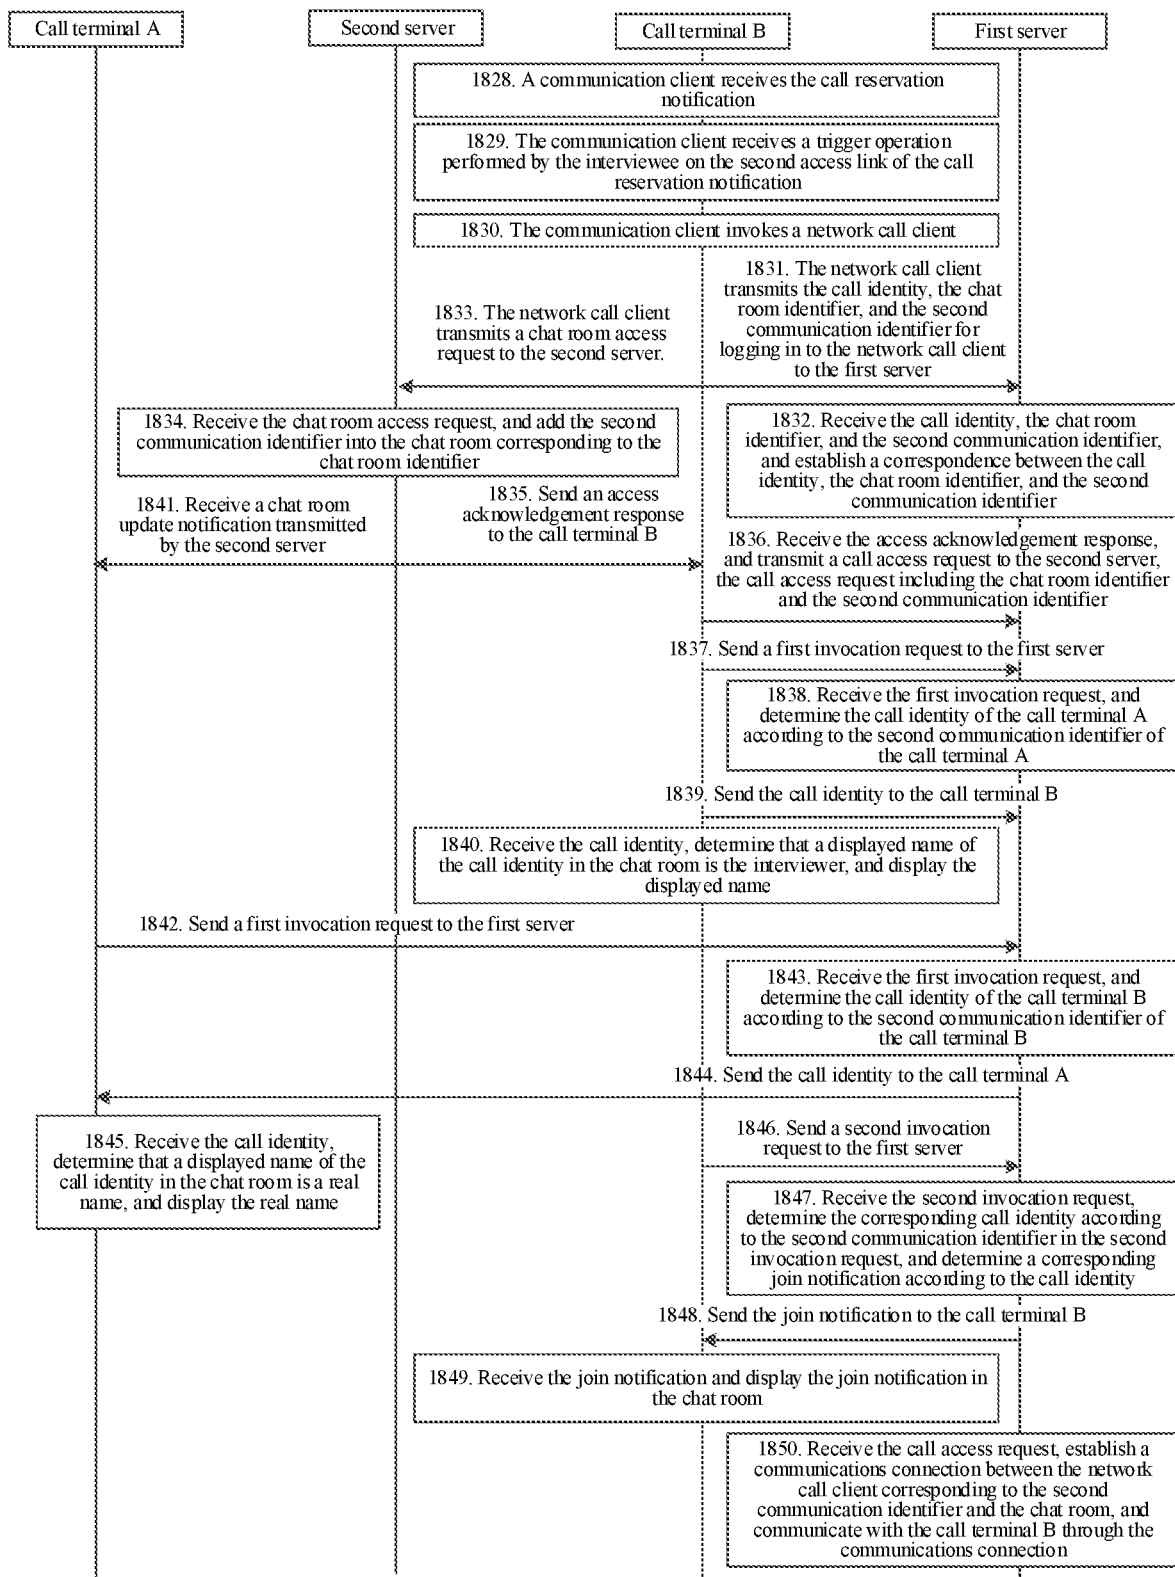 Call terminal A
Second server
Call terminal B
First server
1828. A communication client receives the call reservation
notification
1829. The communication client receives a trigger operation
performed by the interviewee on the second access link of the call
reservation notification
1830. The communication client invokes a network call client
1831. The network call client
transmits the call identity, the chat
room identifier, and the second
communication identifier for
logging in to the network call client
to the first server
1833. The network call client
transmits a chat room access
request to the second server.
1834. Receive the chat room access request, and add the second
communication identifier into the chat room corresponding to the
chat room identifier
1832. Receive the call identity, the chat room
identifier, and the second communication identifier,
and establish a correspondence between the call
identity, the chat room identifier, and the second
communication identifier
1841. Receive a chat room
update notification transmitted
by the second server
1835. Send an access
acknowledgement response
to the call terminal B
1836. Receive the access acknowledgement response,
and transmit a call access request to the second server,
the call access request including the chat room identifier
and the second communication identifier
1837. Send a first invocation request to the first server
1838. Receive the first invocation request, and
determine the call identity of the call terminal A
according to the second communication identifier of
the call terminal A
1839. Send the call identity to the call terminal B
1840. Receive the call identity, determine that a displayed name of
the call identity in the chat room is the interviewer, and display the
displayed name
1842. Send a first invocation request to the first server
1843. Receive the first invocation request, and
determine the call identity of the call terminal B
according to the second communication identifier of
the call terminal B
1844. Send the call identity to the call terminal A
1845. Receive the call identity,
determine that a displayed name of the
call identity in the chat room is a real
name, and display the real name
1846. Send a second invocation
request to the first server
1847. Receive the second invocation request,
determine the corresponding call identity according
to the second communication identifier in the second
invocation request, and determine a corresponding
join notification according to the call identity
1848. Send the join notification to the call terminal B
1849. Receive the join notification and display the join notification in
the chat room
1850. Receive the call access request, establish a
communications connection between the network
call client corresponding to the second
communication identifier and the chat room, and
communicate with the call terminal B through the
communications connection